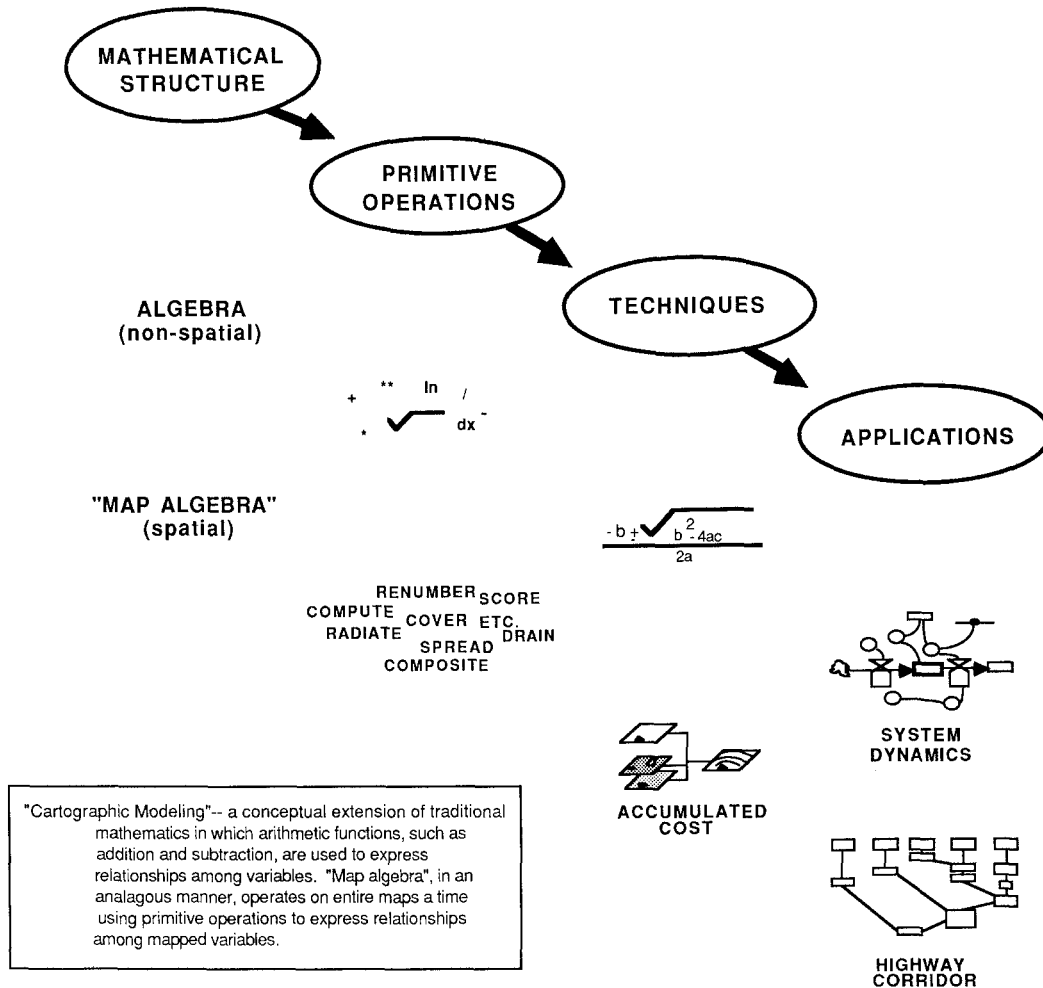 MATHEMATICAL
STRUCTURE
PRIMITIVE
OPERATIONS
TECHNIQUES
APPLICATIONS
ALGEBRA
(non-spatial)
+ ** ln /
* √ dx -
"MAP ALGEBRA"
(spatial)
-b ± √ b² - 4ac
2a
RENUMBER SCORE
COMPUTE COVER ETC.
RADIATE SPREAD DRAIN
COMPOSITE
SYSTEM
DYNAMICS
ACCUMULATED
COST
"Cartographic Modeling"-- a conceptual extension of traditional
mathematics in which arithmetic functions, such as
addition and subtraction, are used to express
relationships among variables. "Map algebra", in an
analagous manner, operates on entire maps a time
using primitive operations to express relationships
among mapped variables.
HIGHWAY
CORRIDOR